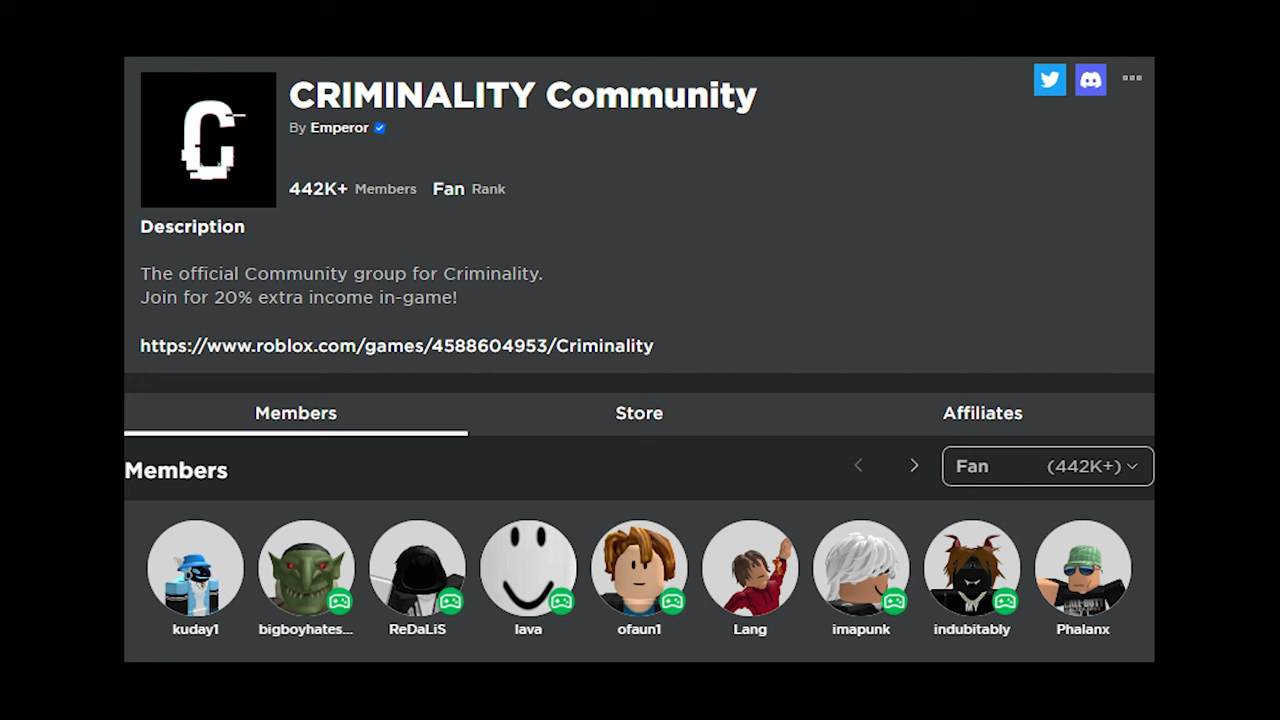 CRIMINALITY Community
By Emperor
442K+ Members Fan Rank
Description
The official Community group for Criminality.
Join for 20% extra income in-game!
https://www.roblox.com/games/4588604953/Criminality
Members Store Affiliates
Members
Fan (442K+)
kuday1 bigboyhates... ReDaLiS lava ofaun1 Lang imapunk indubitably Phalanx